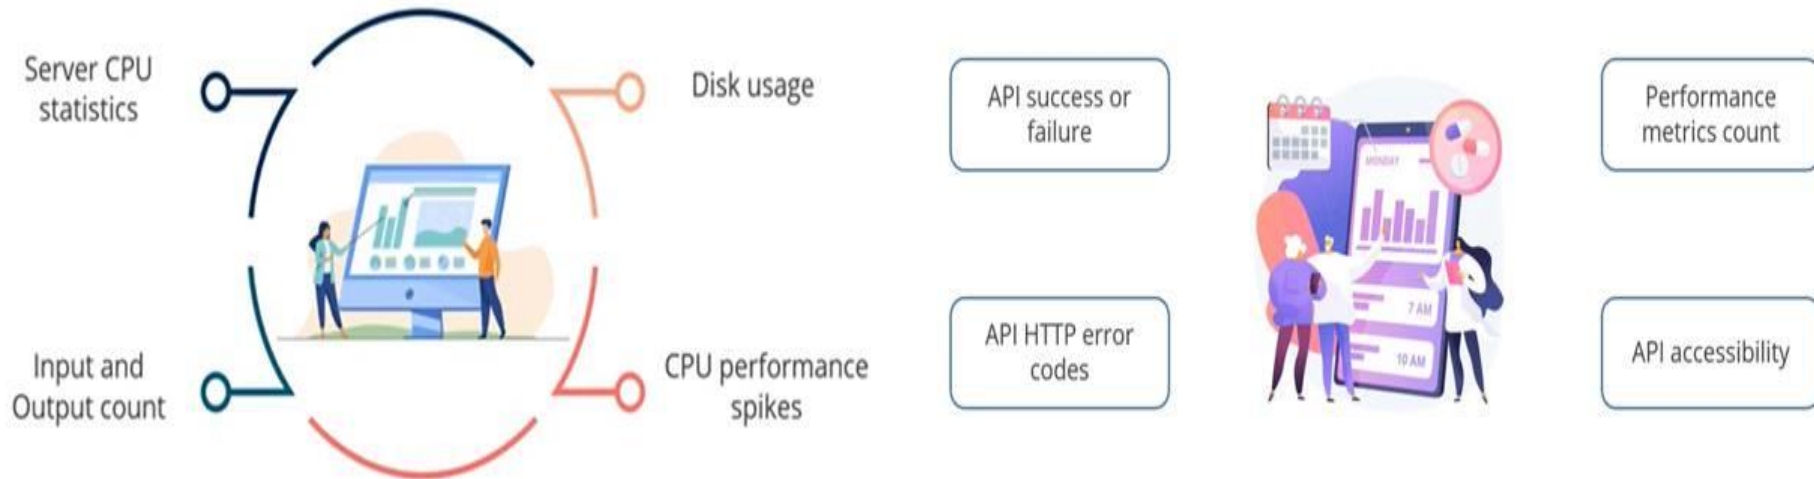 Server CPU
statistics
Disk usage
Input and
Output count
CPU performance
spikes
API success or
failure
Performance
metrics count
API HTTP error
codes
API accessibility
MONDAY
7 AM
10 AM